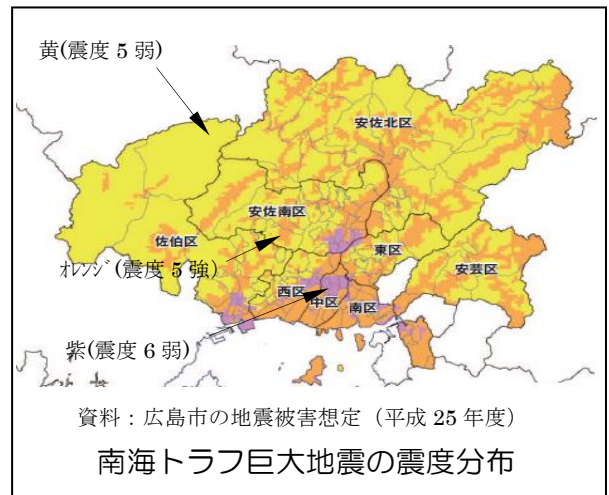 黄(震度 5 弱)
安佐北区
安佐南区
佐伯区
東区
安芸区
ｵﾚﾝｼﾞ(震度 5 強)
西区
中区
南区
紫(震度 6 弱)
資料：広島市の地震被害想定（平成 25 年度）
南海トラフ巨大地震の震度分布